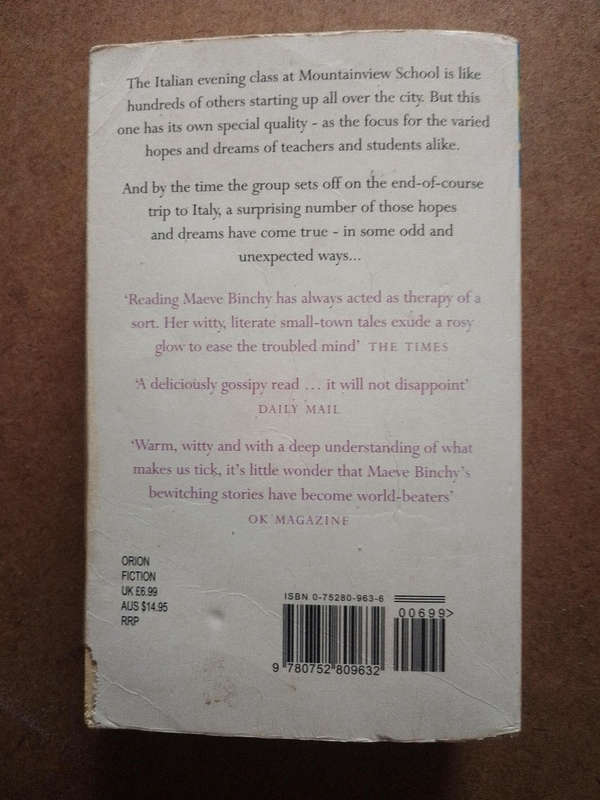 The Italian evening class at Mountainview School is like
hundreds of others starting up all over the city. But this
one has its own special quality - as the focus for the varied
hopes and dreams of teachers and students alike.
And by the time the group sets off on the end-of-course
trip to Italy, a surprising number of those hopes
and dreams have come true - in some odd and
unexpected ways...
‘Reading Maeve Binchy has always acted as therapy of a
sort. Her witty, literate small-town tales exude a rosy
glow to ease the troubled mind’ THE TIMES
‘A deliciously gossipy read ... it will not disappoint’
DAILY MAIL
‘Warm, witty and with a deep understanding of what
makes us tick, it’s little wonder that Maeve Binchy’s
bewitching stories have become world-beaters’
OK MAGAZINE
ORION
FICTION
UK £6.99
AUS $14.95
RRP
ISBN 0-75280-963-6
00699>
9 780752 809632